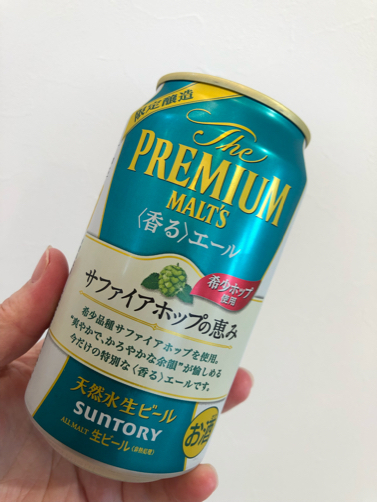 限定醸造
The
PREMIUM
MALT'S
〈香る〉エール
希少ホップ
使用
サファイアホップの恵み
希少品種サファイアホップを使用。
"爽やかで、かろやかな余韻"が愉しめる
今だけの特別な〈香る〉エールです。
天然水生ビール
SUNTORY
ALL MALT 生ビール(非熱処理)
お酒